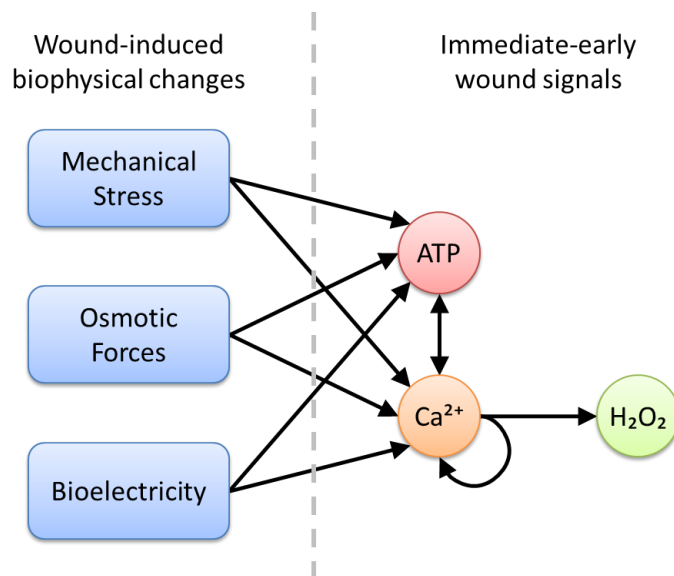 Wound-induced
biophysical changes
Immediate-early
wound signals
Mechanical
Stress
ATP
Osmotic
Forces
Ca²⁺
H₂O₂
Bioelectricity